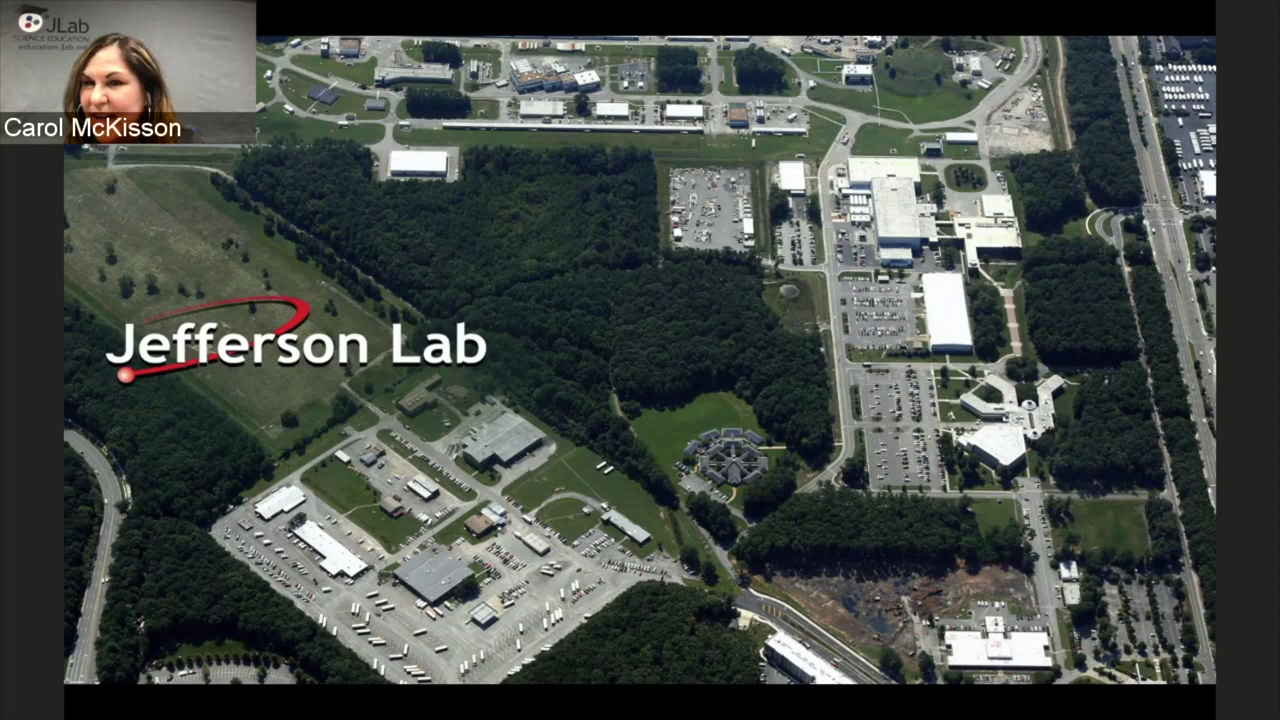 JLab
SCIENCE EDUCATION
education.jlab.org
Carol McKisson
Jefferson Lab